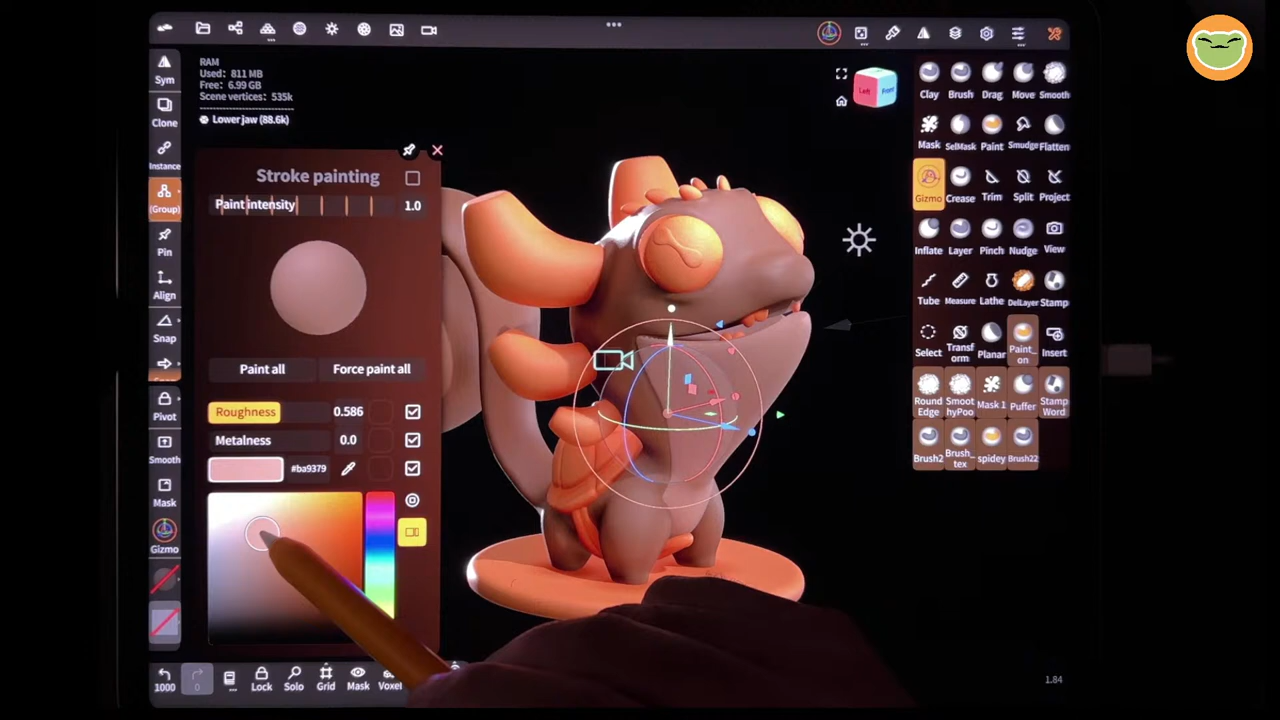 RAM
Used: 811 MB
Free: 6.99 GB
Scene vertices: 535k
Lower jaw (88.6k)
Sym
Clone
Instance
(Group)
Pin
Align
Snap
Pivot
Smooth
Mask
Gizmo
Stroke painting
Paint intensity 1.0
Paint all Force paint all
Roughness 0.586
Metalness 0.0
#ba9379
Left Front
Clay Brush Drag Move Smooth
Mask SelMask Paint Smudge Flatten
Gizmo Crease Trim Split Project
Inflate Layer Pinch Nudge View
Tube Measure Lathe DelLayer Stamp
Select Transform Planar Paint_on Insert
Round Edge SmoothyPoo Mask 1 Puffer Stamp Word
Brush2 Brush_tex spidey Brush22
1000 0 Lock Solo Grid Mask Voxel
1.84